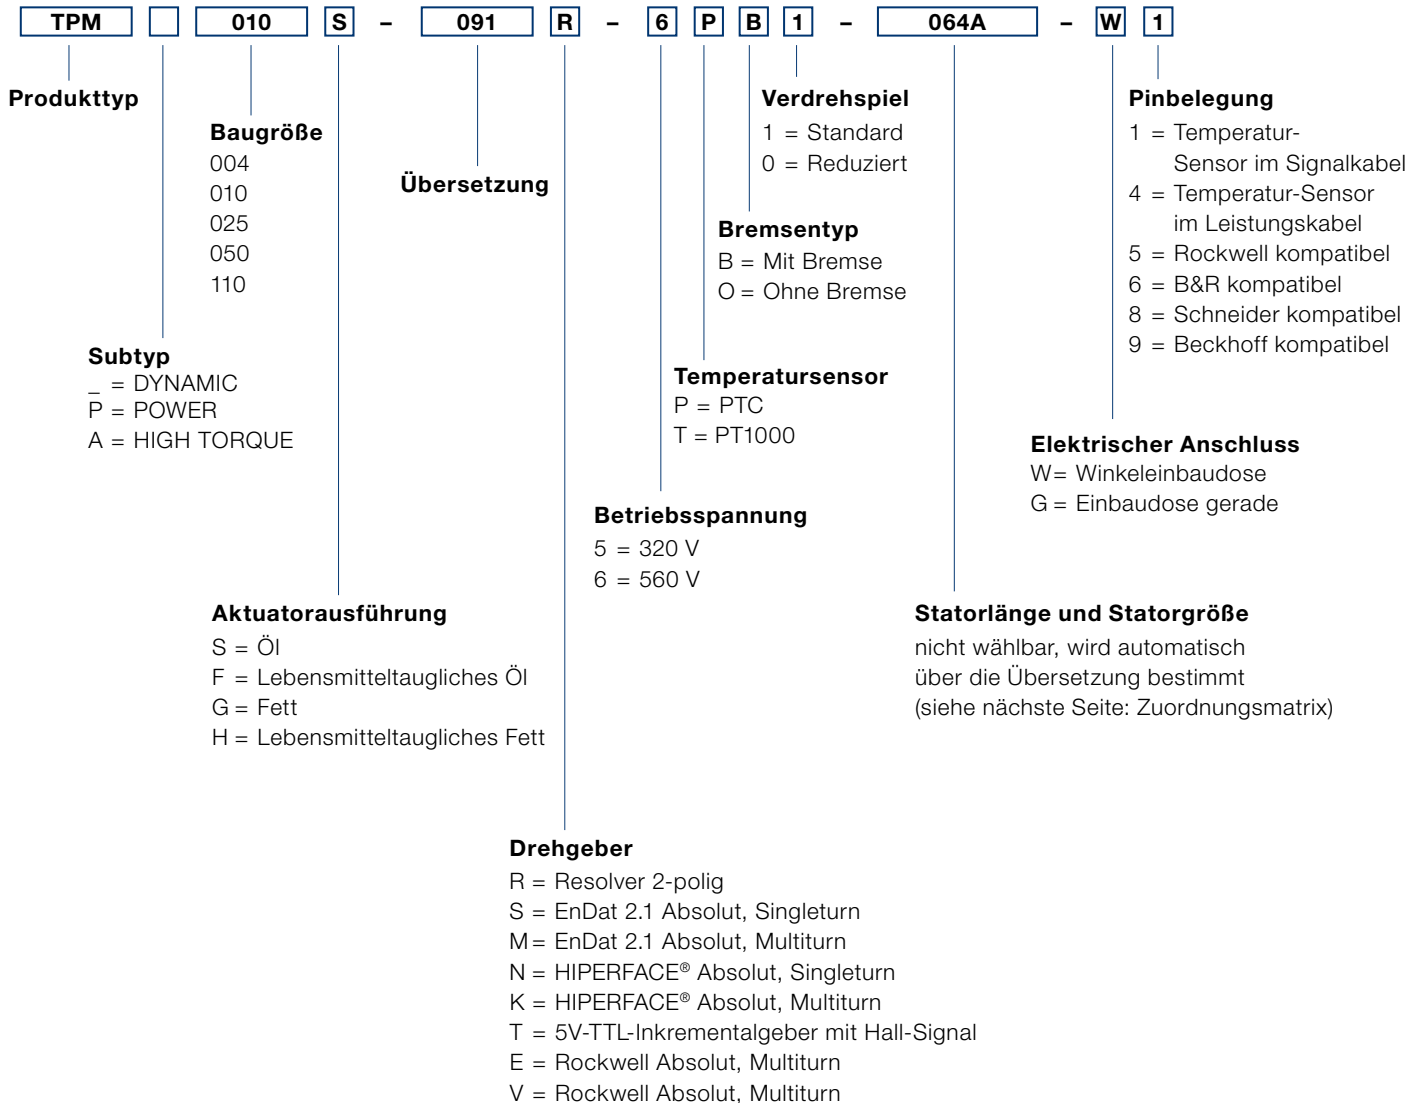 TPM 010 S – 091 R – 6 P B 1 – 064A – W 1
Produkttyp
Baugröße
004
010
025
050
110
Übersetzung
Verdrehspiel
1 = Standard
0 = Reduziert
Pinbelegung
1 = Temperatur-
Sensor im Signalkabel
4 = Temperatur-Sensor
im Leistungskabel
5 = Rockwell kompatibel
6 = B&R kompatibel
8 = Schneider kompatibel
9 = Beckhoff kompatibel
Bremsentyp
B = Mit Bremse
O = Ohne Bremse
Subtyp
_ = DYNAMIC
P = POWER
A = HIGH TORQUE
Temperatursensor
P = PTC
T = PT1000
Elektrischer Anschluss
W= Winkeleinbaudose
G = Einbaudose gerade
Betriebsspannung
5 = 320 V
6 = 560 V
Aktuatorausführung
S = Öl
F = Lebensmitteltaugliches Öl
G = Fett
H = Lebensmitteltaugliches Fett
Statorlänge und Statorgröße
nicht wählbar, wird automatisch
über die Übersetzung bestimmt
(siehe nächste Seite: Zuordnungsmatrix)
Drehgeber
R = Resolver 2-polig
S = EnDat 2.1 Absolut, Singleturn
M = EnDat 2.1 Absolut, Multiturn
N = HIPERFACE® Absolut, Singleturn
K = HIPERFACE® Absolut, Multiturn
T = 5V-TTL-Inkrementalgeber mit Hall-Signal
E = Rockwell Absolut, Multiturn
V = Rockwell Absolut, Multiturn